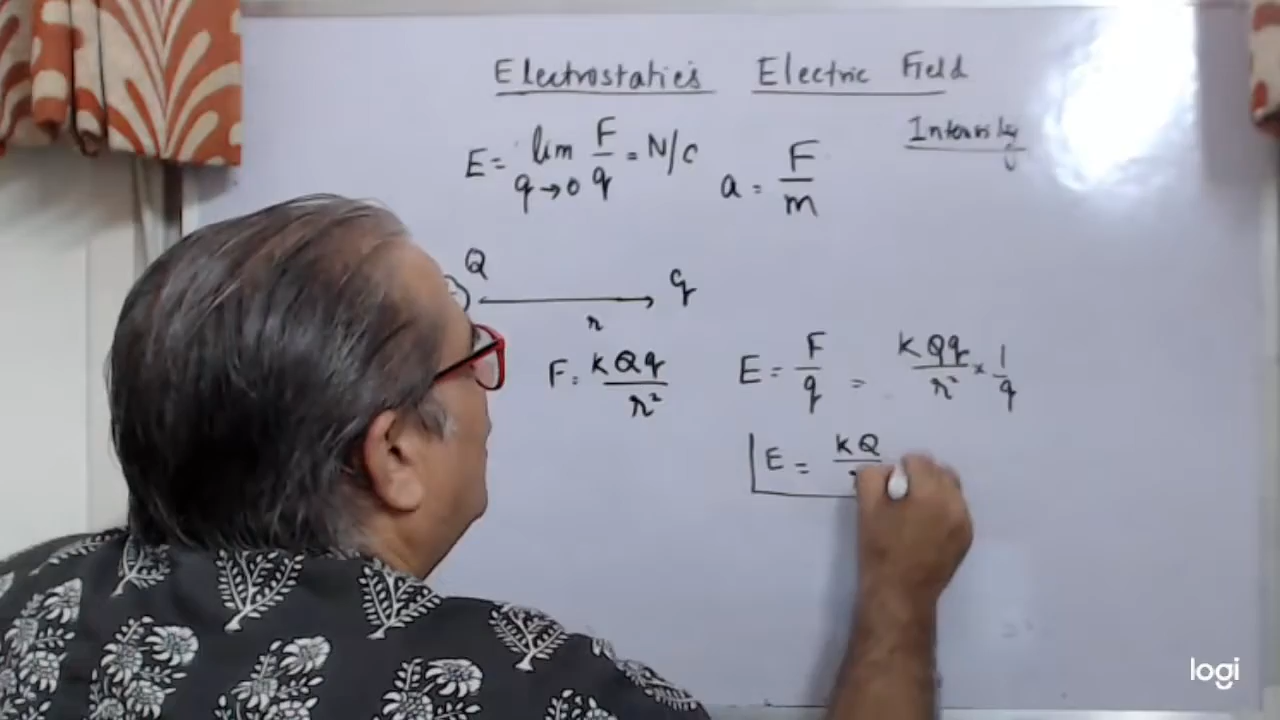 Electrostatics Electric Field
Intensity
E = lim q→0 F/q = N/C
a = F/m
Q q
r
F = kQq/r²
E = F/q = kQq/r² × 1/q
E = kQ
logi